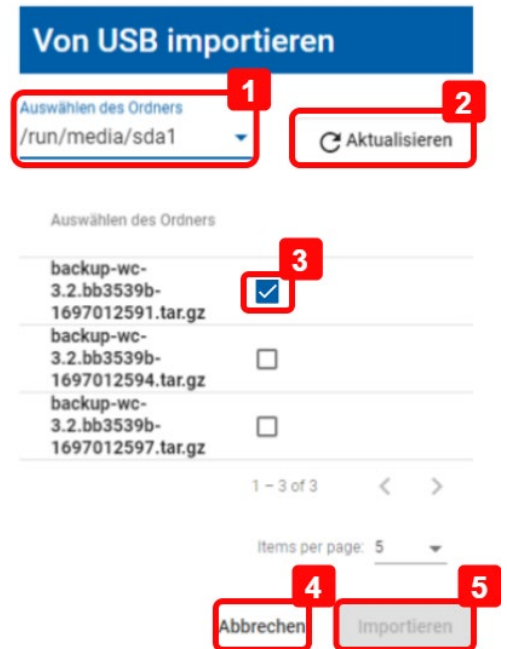 Von USB importieren
1
Auswählen des Ordners
2
/run/media/sda1
Aktualisieren
Auswählen des Ordners
3
backup-wc-
3.2.bb3539b-
1697012591.tar.gz
backup-wc-
3.2.bb3539b-
1697012594.tar.gz
backup-wc-
3.2.bb3539b-
1697012597.tar.gz
1 – 3 of 3
Items per page: 5
4
5
Abbrechen
Importieren